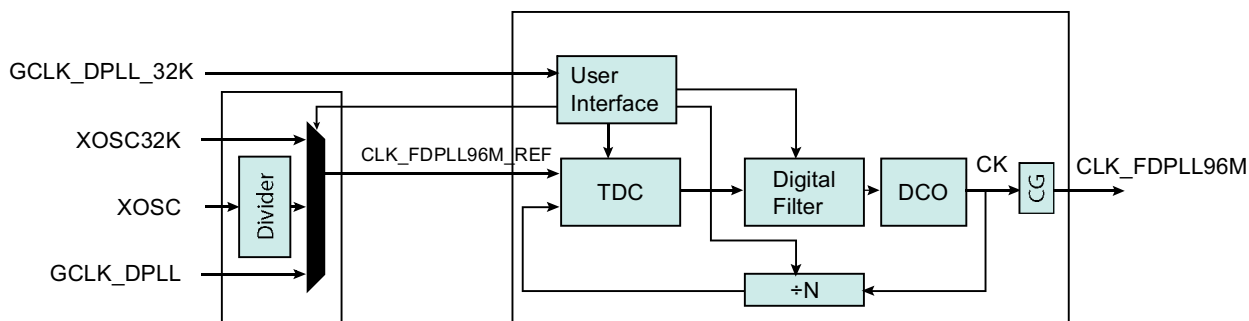 GCLK_DPLL_32K
User
Interface
XOSC32K
CLK_FDPLL96M_REF
CK
CLK_FDPLL96M
XOSC
Divider
TDC
Digital
Filter
DCO
CG
GCLK_DPLL
÷N